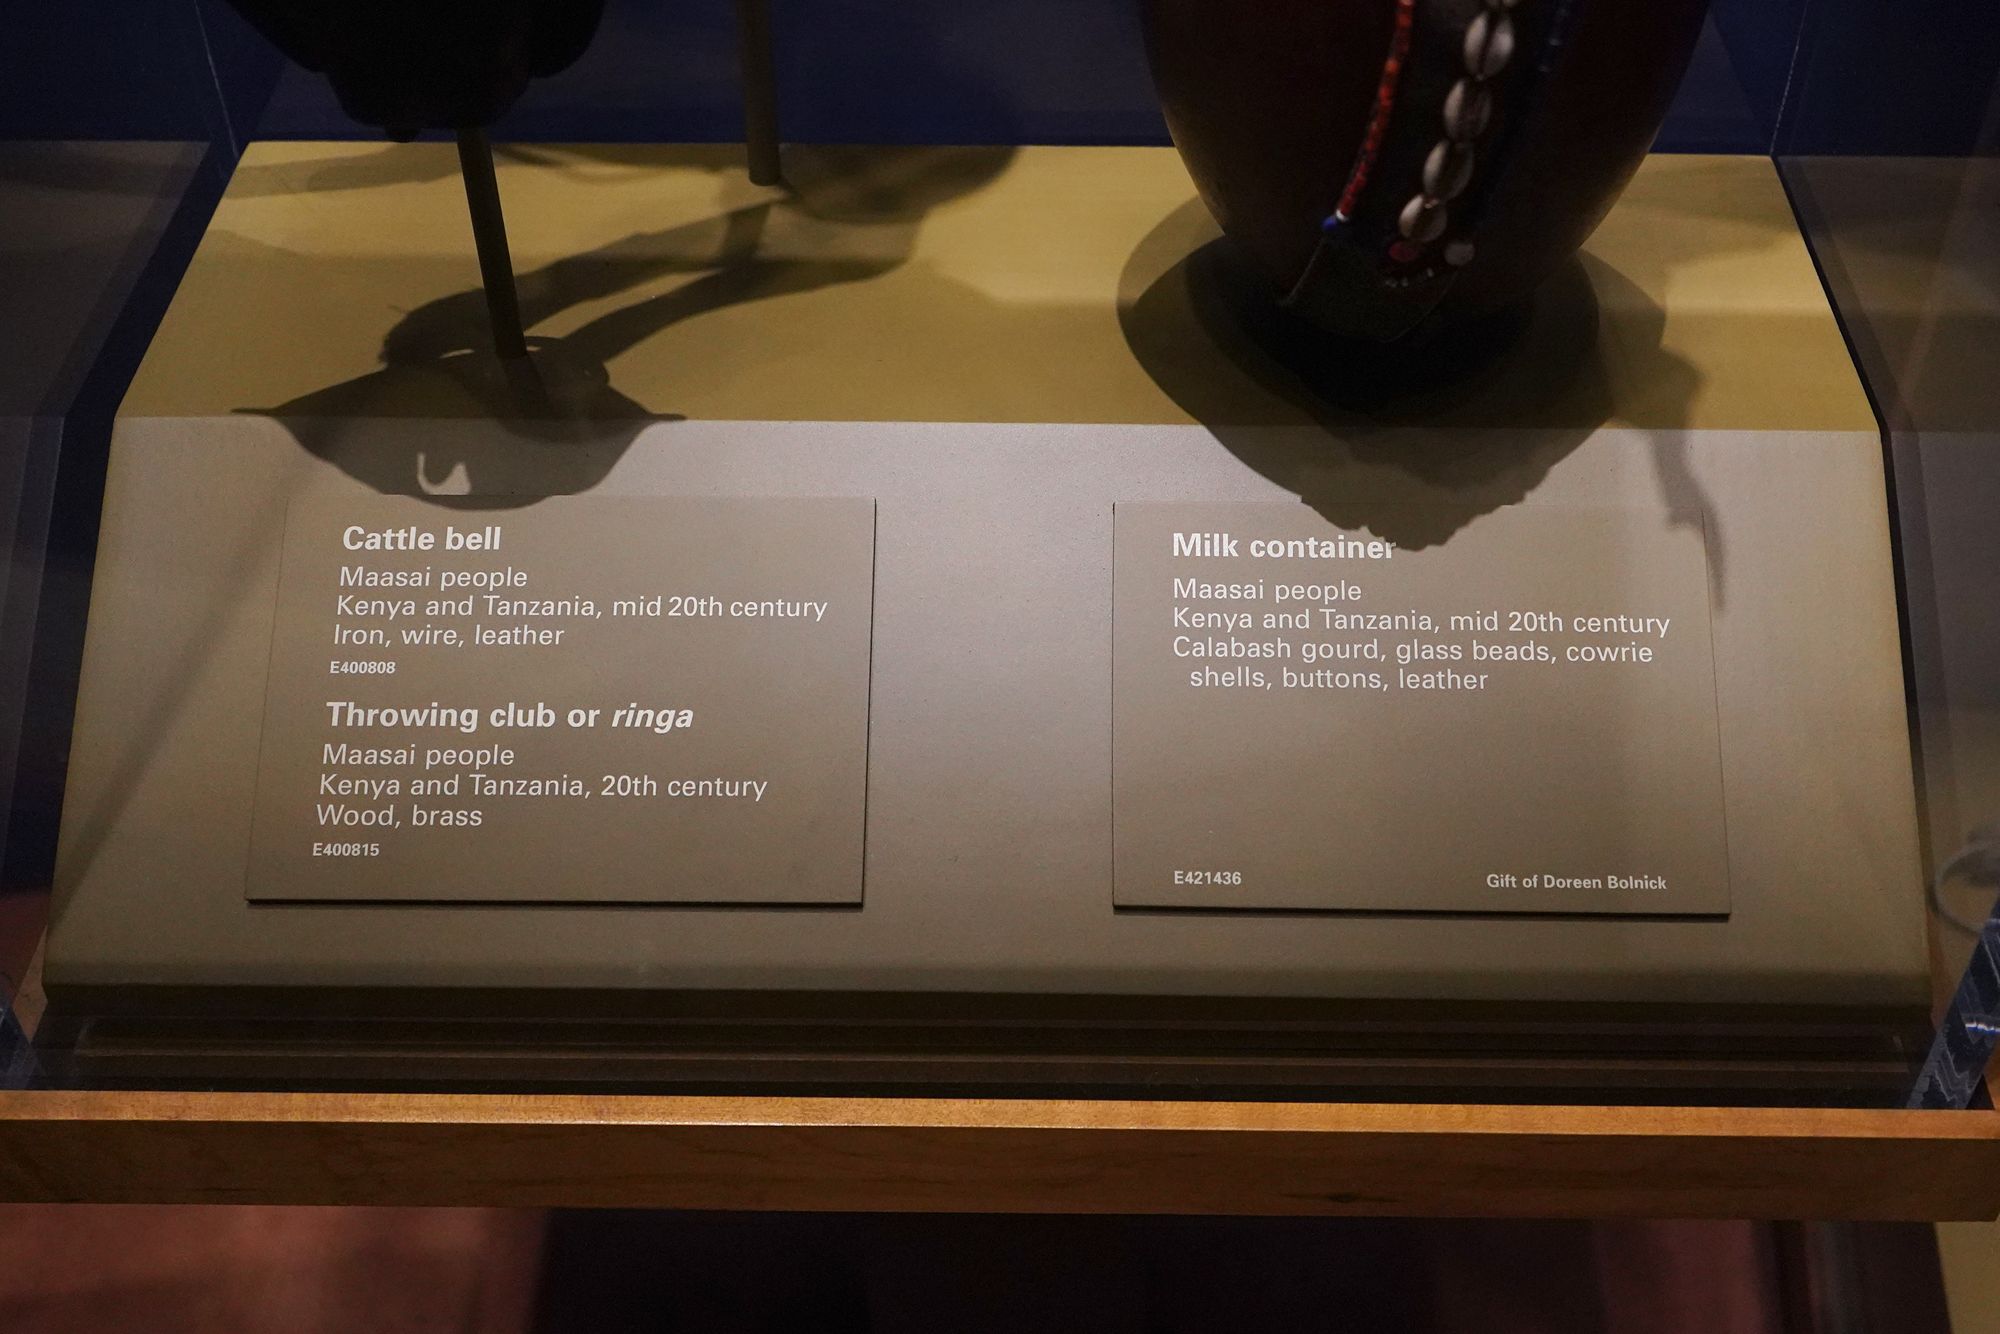 Cattle bell
Maasai people
Kenya and Tanzania, mid 20th century
Iron, wire, leather
E400808
Throwing club or ringa
Maasai people
Kenya and Tanzania, 20th century
Wood, brass
E400815
Milk container
Maasai people
Kenya and Tanzania, mid 20th century
Calabash gourd, glass beads, cowrie
shells, buttons, leather
E421436
Gift of Doreen Bolnick